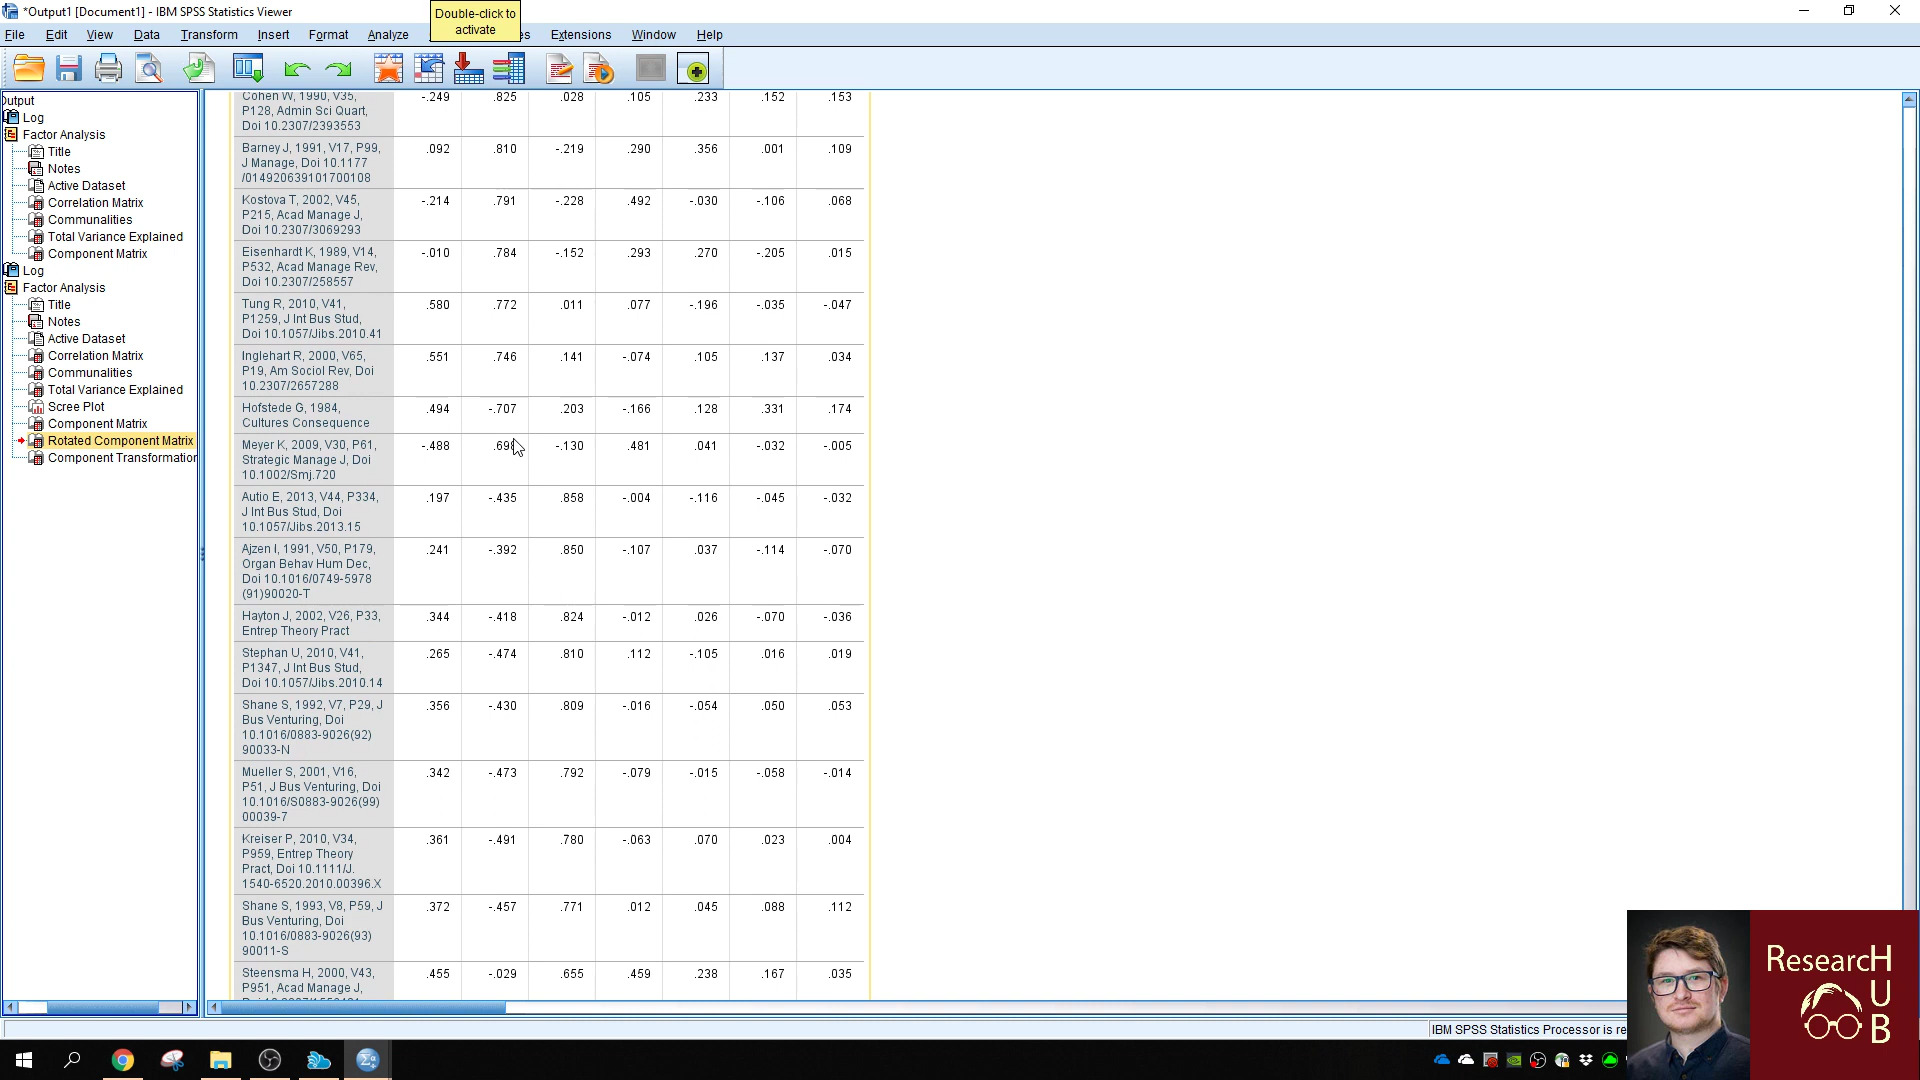 *Output1 [Document1] - IBM SPSS Statistics Viewer
Double-click to
activate
File Edit View Data Transform Insert Format Analyze es Extensions Window Help
Output
Log
Factor Analysis
Title
Notes
Active Dataset
Correlation Matrix
Communalities
Total Variance Explained
Component Matrix
Log
Factor Analysis
Title
Notes
Active Dataset
Correlation Matrix
Communalities
Total Variance Explained
Scree Plot
Component Matrix
Rotated Component Matrix
Component Transformation
Cohen W, 1990, V35, -.249 .825 .028 .105 .233 .152 .153
P128, Admin Sci Quart,
Doi 10.2307/2393553
Barney J, 1991, V17, P99, .092 .810 -.219 .290 .356 .001 .109
J Manage, Doi 10.1177
/014920639101700108
Kostova T, 2002, V45, -.214 .791 -.228 .492 -.030 -.106 .068
P215, Acad Manage J,
Doi 10.2307/3069293
Eisenhardt K, 1989, V14, -.010 .784 -.152 .293 .270 -.205 .015
P532, Acad Manage Rev,
Doi 10.2307/258557
Tung R, 2010, V41, .580 .772 .011 .077 -.196 -.035 -.047
P1259, J Int Bus Stud,
Doi 10.1057/Jibs.2010.41
Inglehart R, 2000, V65, .551 .746 .141 -.074 .105 .137 .034
P19, Am Sociol Rev, Doi
10.2307/2657288
Hofstede G, 1984, .494 -.707 .203 -.166 .128 .331 .174
Cultures Consequence
Meyer K, 2009, V30, P61, -.488 -.130 .481 .041 -.032 -.005
Strategic Manage J, Doi
10.1002/Smj.720
Autio E, 2013, V44, P334, .197 -.435 .858 -.004 -.116 -.045 -.032
J Int Bus Stud, Doi
10.1057/Jibs.2013.15
Ajzen I, 1991, V50, P179, .241 -.392 .850 -.107 .037 -.114 -.070
Organ Behav Hum Dec,
Doi 10.1016/0749-5978
(91)90020-T
Hayton J, 2002, V26, P33, .344 -.418 .824 -.012 .026 -.070 -.036
Entrep Theory Pract
Stephan U, 2010, V41, .265 -.474 .810 .112 -.105 .016 .019
P1347, J Int Bus Stud,
Doi 10.1057/Jibs.2010.14
Shane S, 1992, V7, P29, J .356 -.430 .809 -.016 -.054 .050 .053
Bus Venturing, Doi
10.1016/0883-9026(92)
90033-N
Mueller S, 2001, V16, .342 -.473 .792 -.079 -.015 -.058 -.014
P51, J Bus Venturing, Doi
10.1016/S0883-9026(99)
00039-7
Kreiser P, 2010, V34, .361 -.491 .780 -.063 .070 .023 .004
P959, Entrep Theory
Pract, Doi 10.1111/J.
1540-6520.2010.00396.X
Shane S, 1993, V8, P59, J .372 -.457 .771 .012 .045 .088 .112
Bus Venturing, Doi
10.1016/0883-9026(93)
90011-S
Steensma H, 2000, V43, .455 -.029 .655 .459 .238 .167 .035
P951, Acad Manage J,
IBM SPSS Statistics Processor is re
ResearcH
U
B